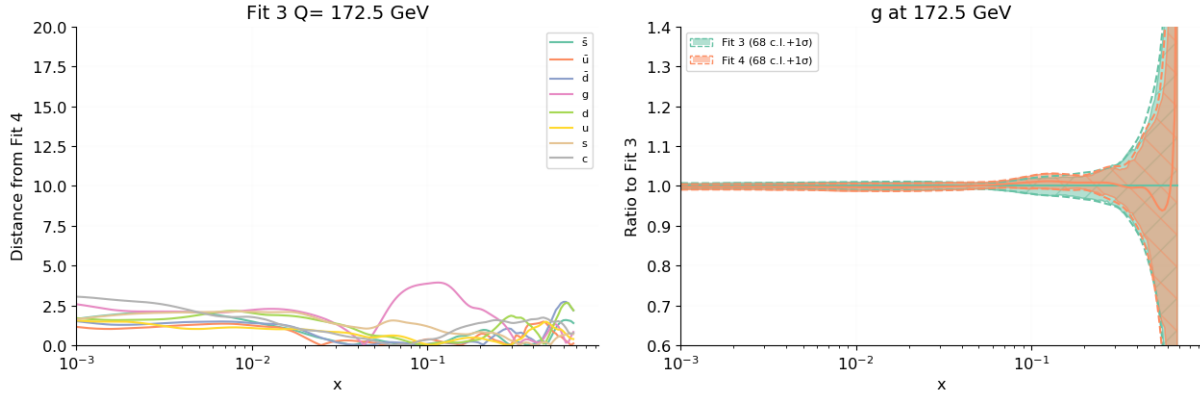 Fit 3 Q= 172.5 GeV
Distance from Fit 4
20.0
17.5
15.0
12.5
10.0
7.5
5.0
2.5
0.0
10⁻³
10⁻²
10⁻¹
x
s̄
ū
d̄
g
d
u
s
c
g at 172.5 GeV
Ratio to Fit 3
1.4
1.3
1.2
1.1
1.0
0.9
0.8
0.7
0.6
10⁻³
10⁻²
10⁻¹
x
Fit 3 (68 c.l.+1σ)
Fit 4 (68 c.l.+1σ)